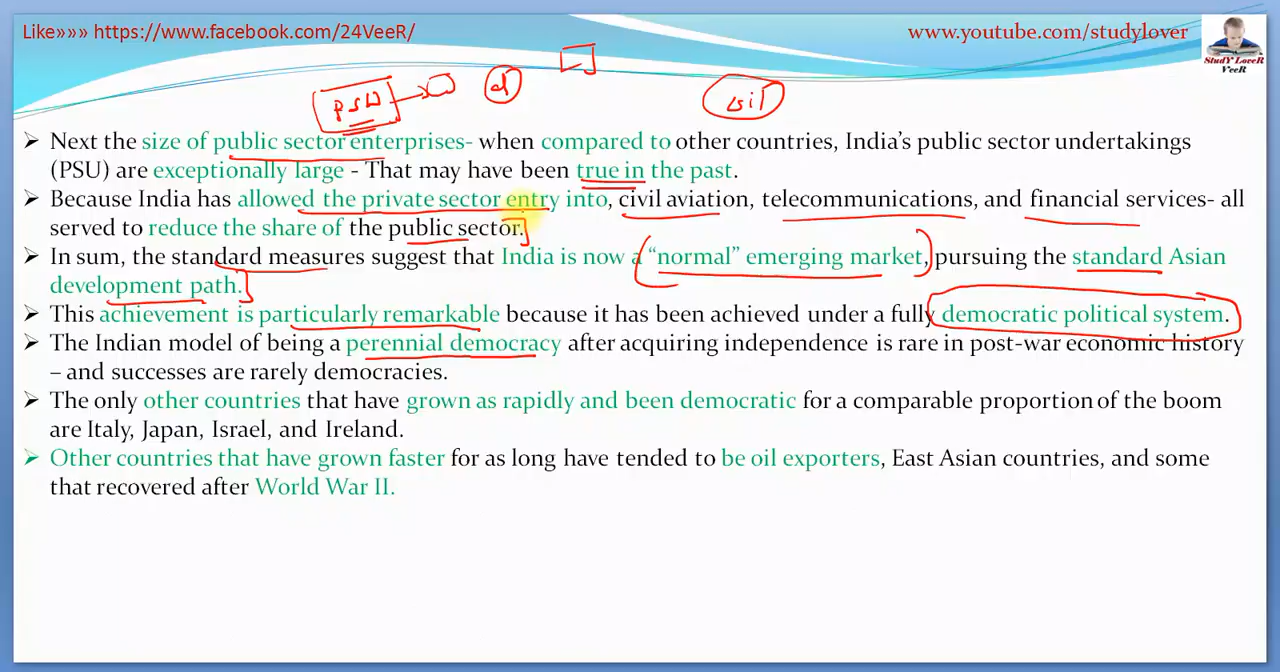 Like»»» https://www.facebook.com/24VeeR/
www.youtube.com/studylover
StudY LoveR
VeeR
PSU
➢ Next the size of public sector enterprises- when compared to other countries, India's public sector undertakings
(PSU) are exceptionally large - That may have been true in the past.
➢ Because India has allowed the private sector entry into, civil aviation, telecommunications, and financial services- all
served to reduce the share of the public sector.
➢ In sum, the standard measures suggest that India is now a "normal" emerging market, pursuing the standard Asian
development path.
➢ This achievement is particularly remarkable because it has been achieved under a fully democratic political system.
➢ The Indian model of being a perennial democracy after acquiring independence is rare in post-war economic history
– and successes are rarely democracies.
➢ The only other countries that have grown as rapidly and been democratic for a comparable proportion of the boom
are Italy, Japan, Israel, and Ireland.
➢ Other countries that have grown faster for as long have tended to be oil exporters, East Asian countries, and some
that recovered after World War II.